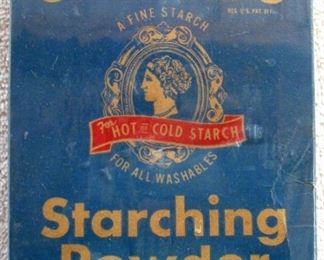 REG. U.S. PAT. OFF.
A FINE STARCH
For HOT or COLD STARCH
FOR ALL WASHABLES
Starching
Powder